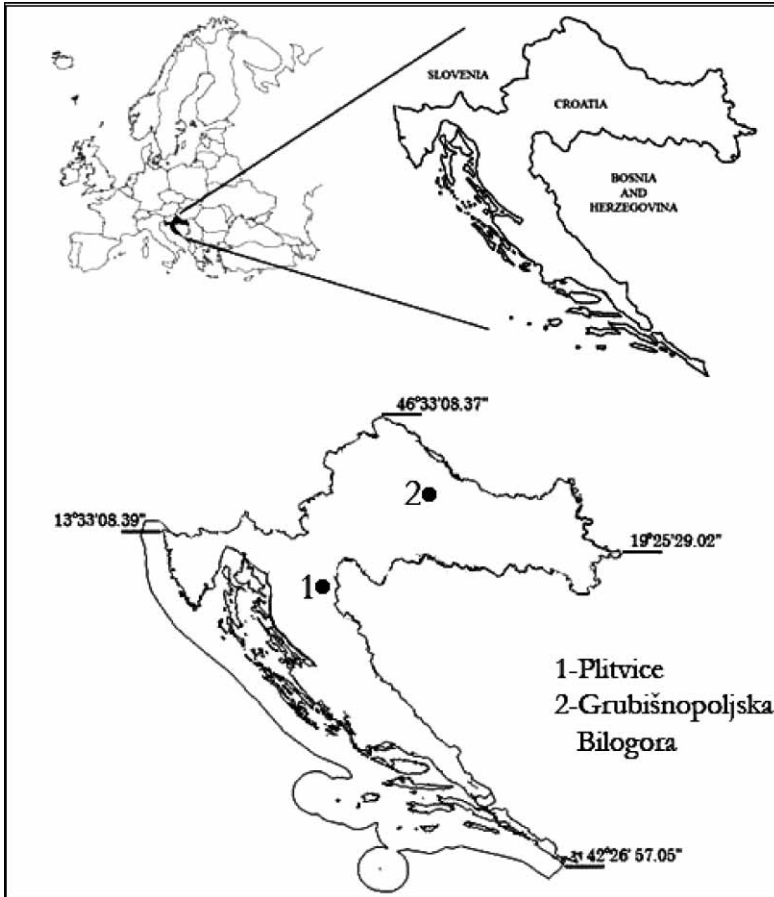 SLOVENIA
CROATIA
BOSNIA
AND
HERZEGOVINA
46°33'08.37"
2
13°33'08.39"
19°25'29.02"
1
1-Plitvice
2-Grubišnopoljska
Bilogora
42°26' 57.05"